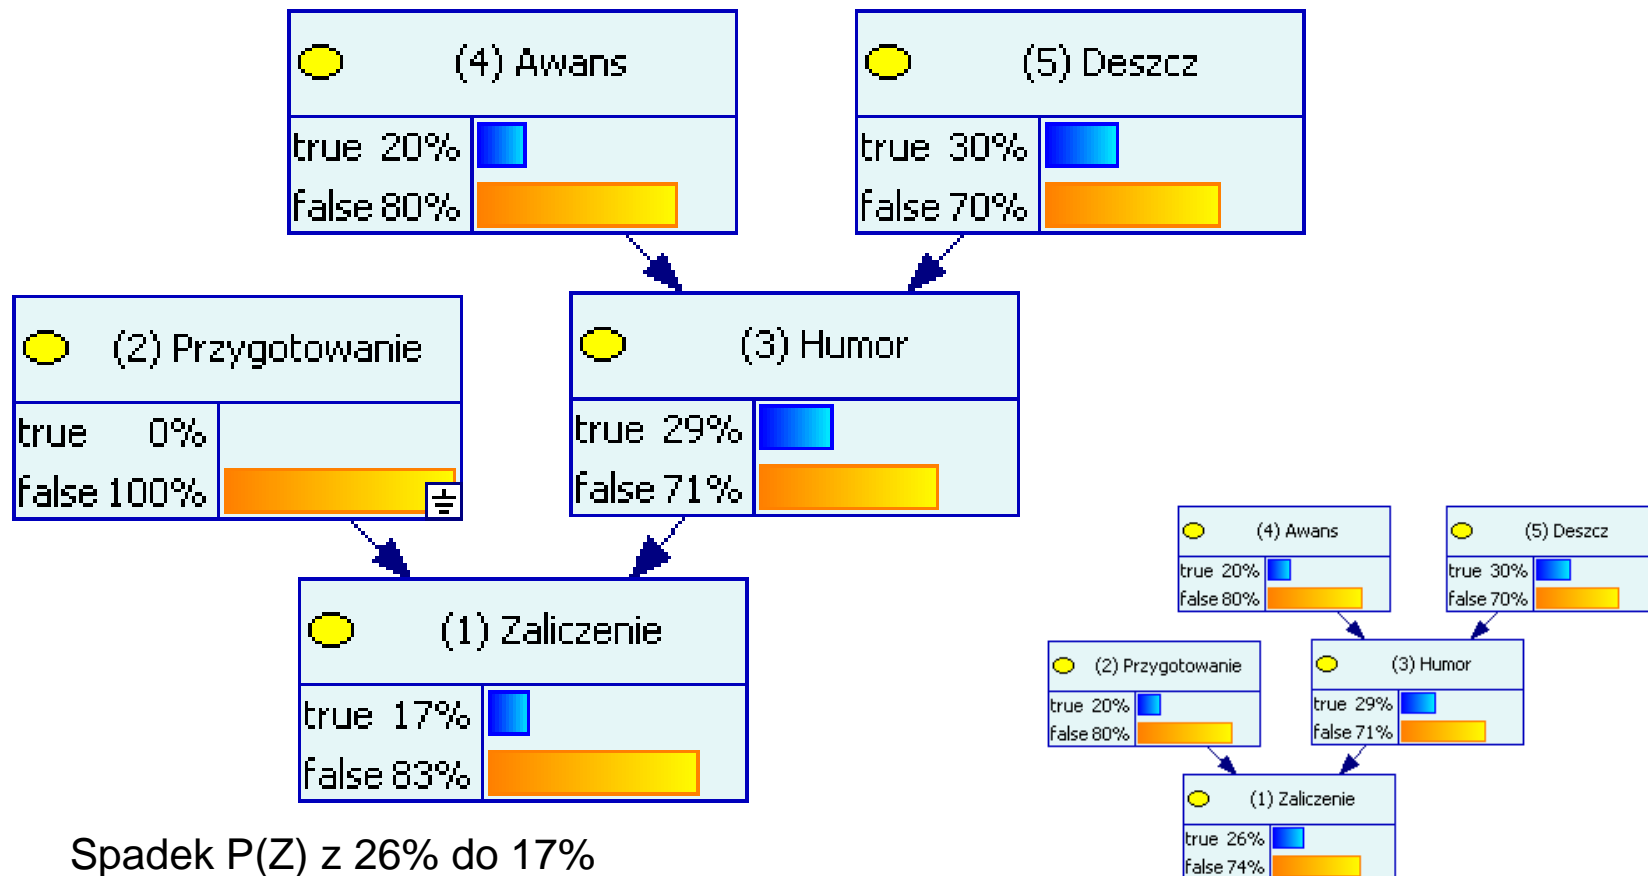 (4) Awans
true 20%
false 80%
(5) Deszcz
true 30%
false 70%
(2) Przygotowanie
true 0%
false 100%
(3) Humor
true 29%
false 71%
(1) Zaliczenie
true 17%
false 83%
Spadek P(Z) z 26% do 17%
(4) Awans
true 20%
false 80%
(5) Deszcz
true 30%
false 70%
(2) Przygotowanie
true 20%
false 80%
(3) Humor
true 29%
false 71%
(1) Zaliczenie
true 26%
false 74%